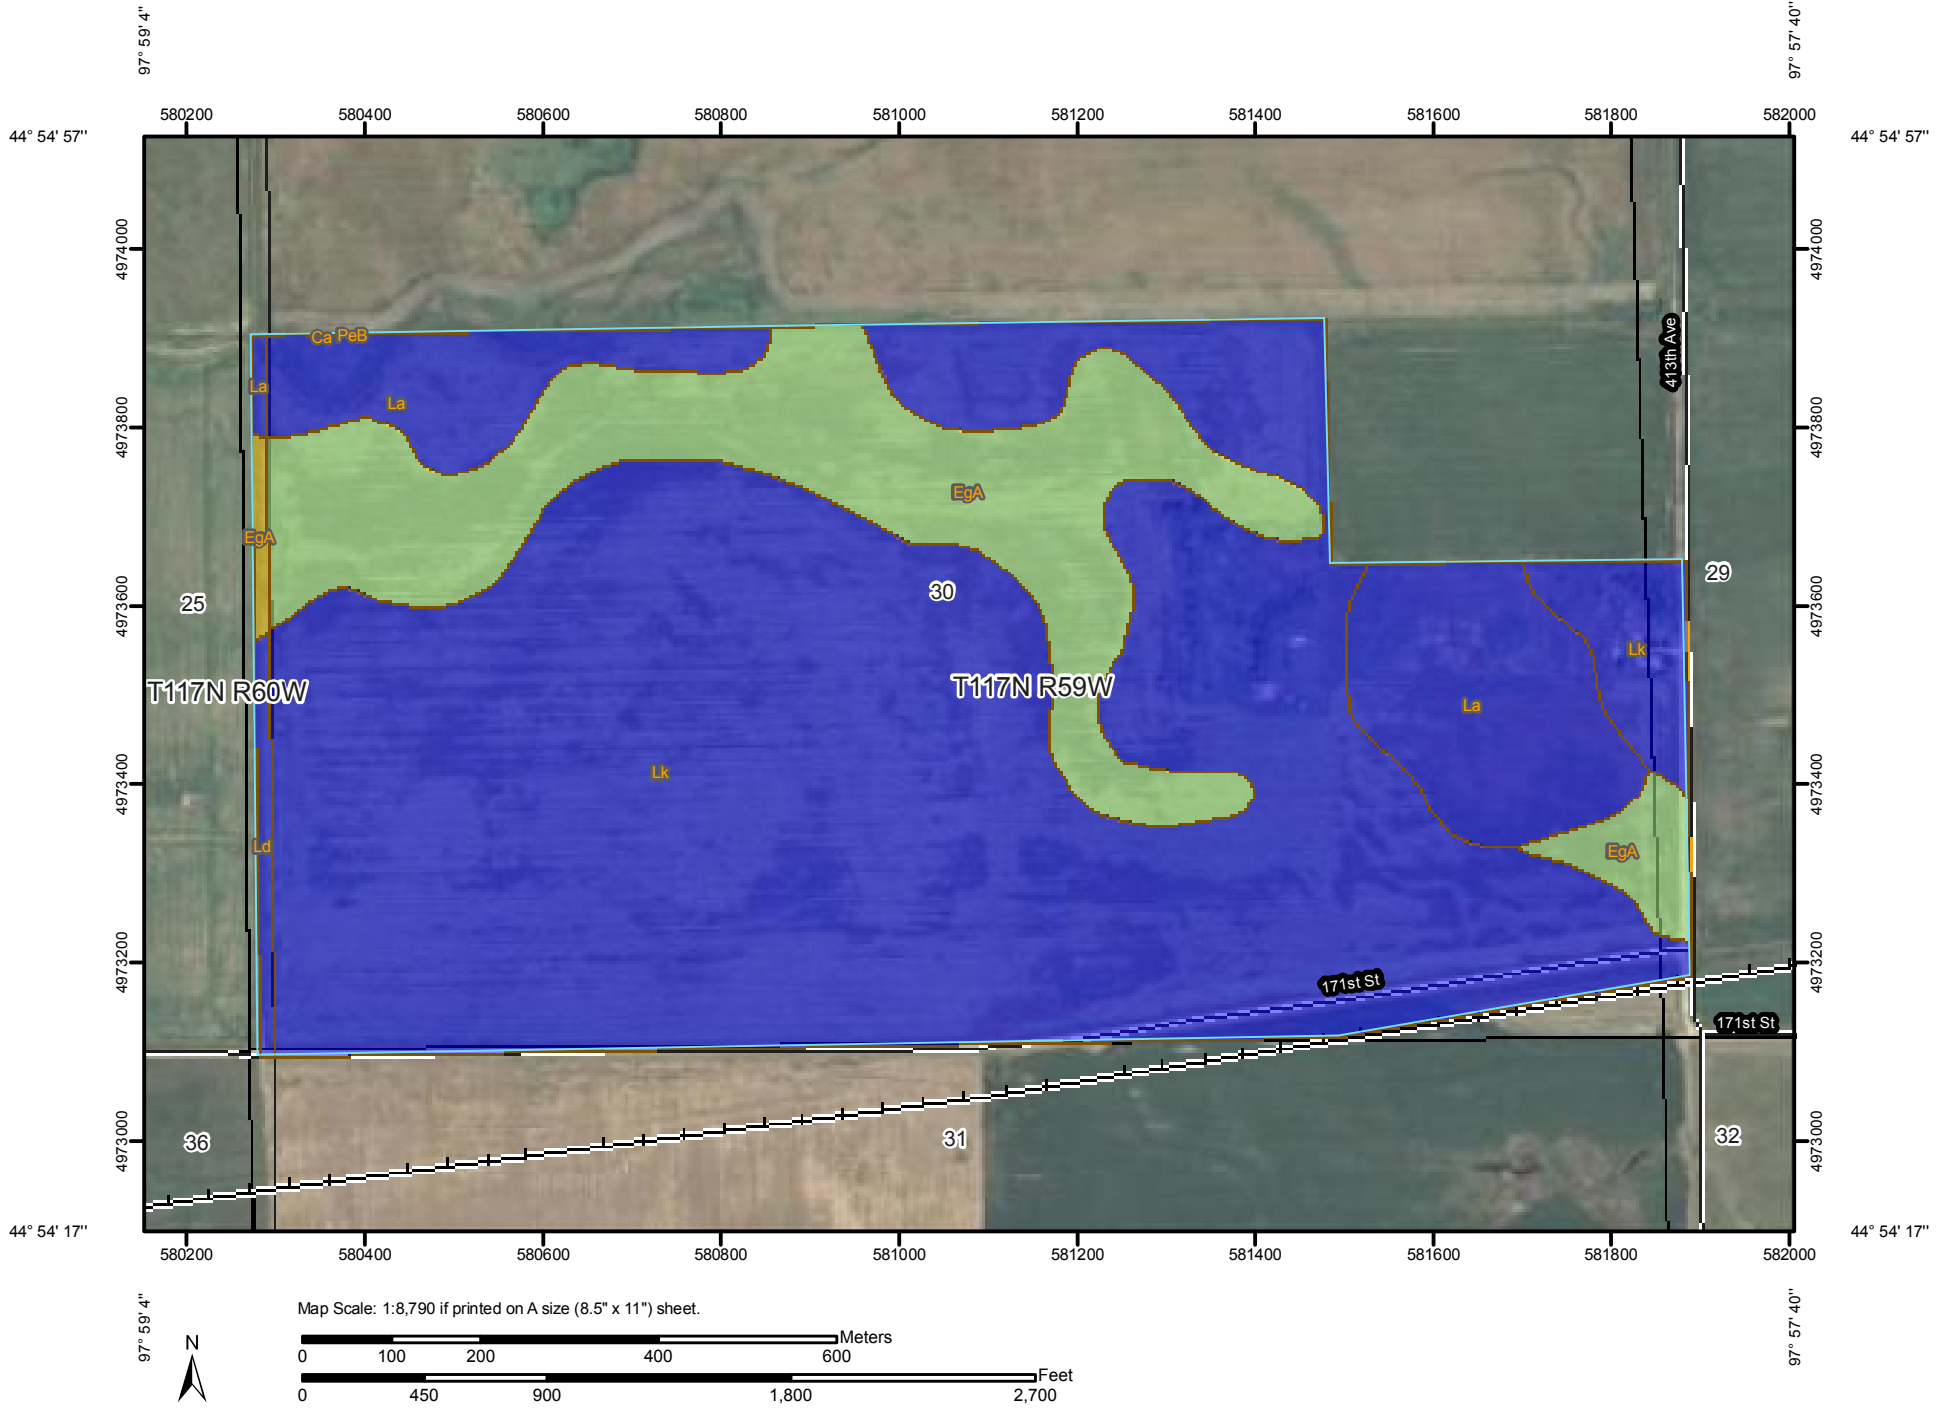 97° 59' 4''
97° 57' 40''
580200 580400 580600 580800 581000 581200 581400 581600 581800 582000
44° 54' 57''
44° 54' 57''
4974000
4974000
413th Ave
Ca PeB
La
La
4973800
4973800
EgA
EgA
29
30
25
4973600
4973600
Lk
T117N R60W
T117N R59W
La
Lk
4973400
4973400
Ld
EgA
4973200
4973200
171st St
171st St
36
31
32
4973000
4973000
44° 54' 17''
44° 54' 17''
580200 580400 580600 580800 581000 581200 581400 581600 581800 582000
97° 59' 4''
97° 57' 40''
Map Scale: 1:8,790 if printed on A size (8.5" x 11") sheet.
N
Meters
0 100 200 400 600
Feet
0 450 900 1,800 2,700